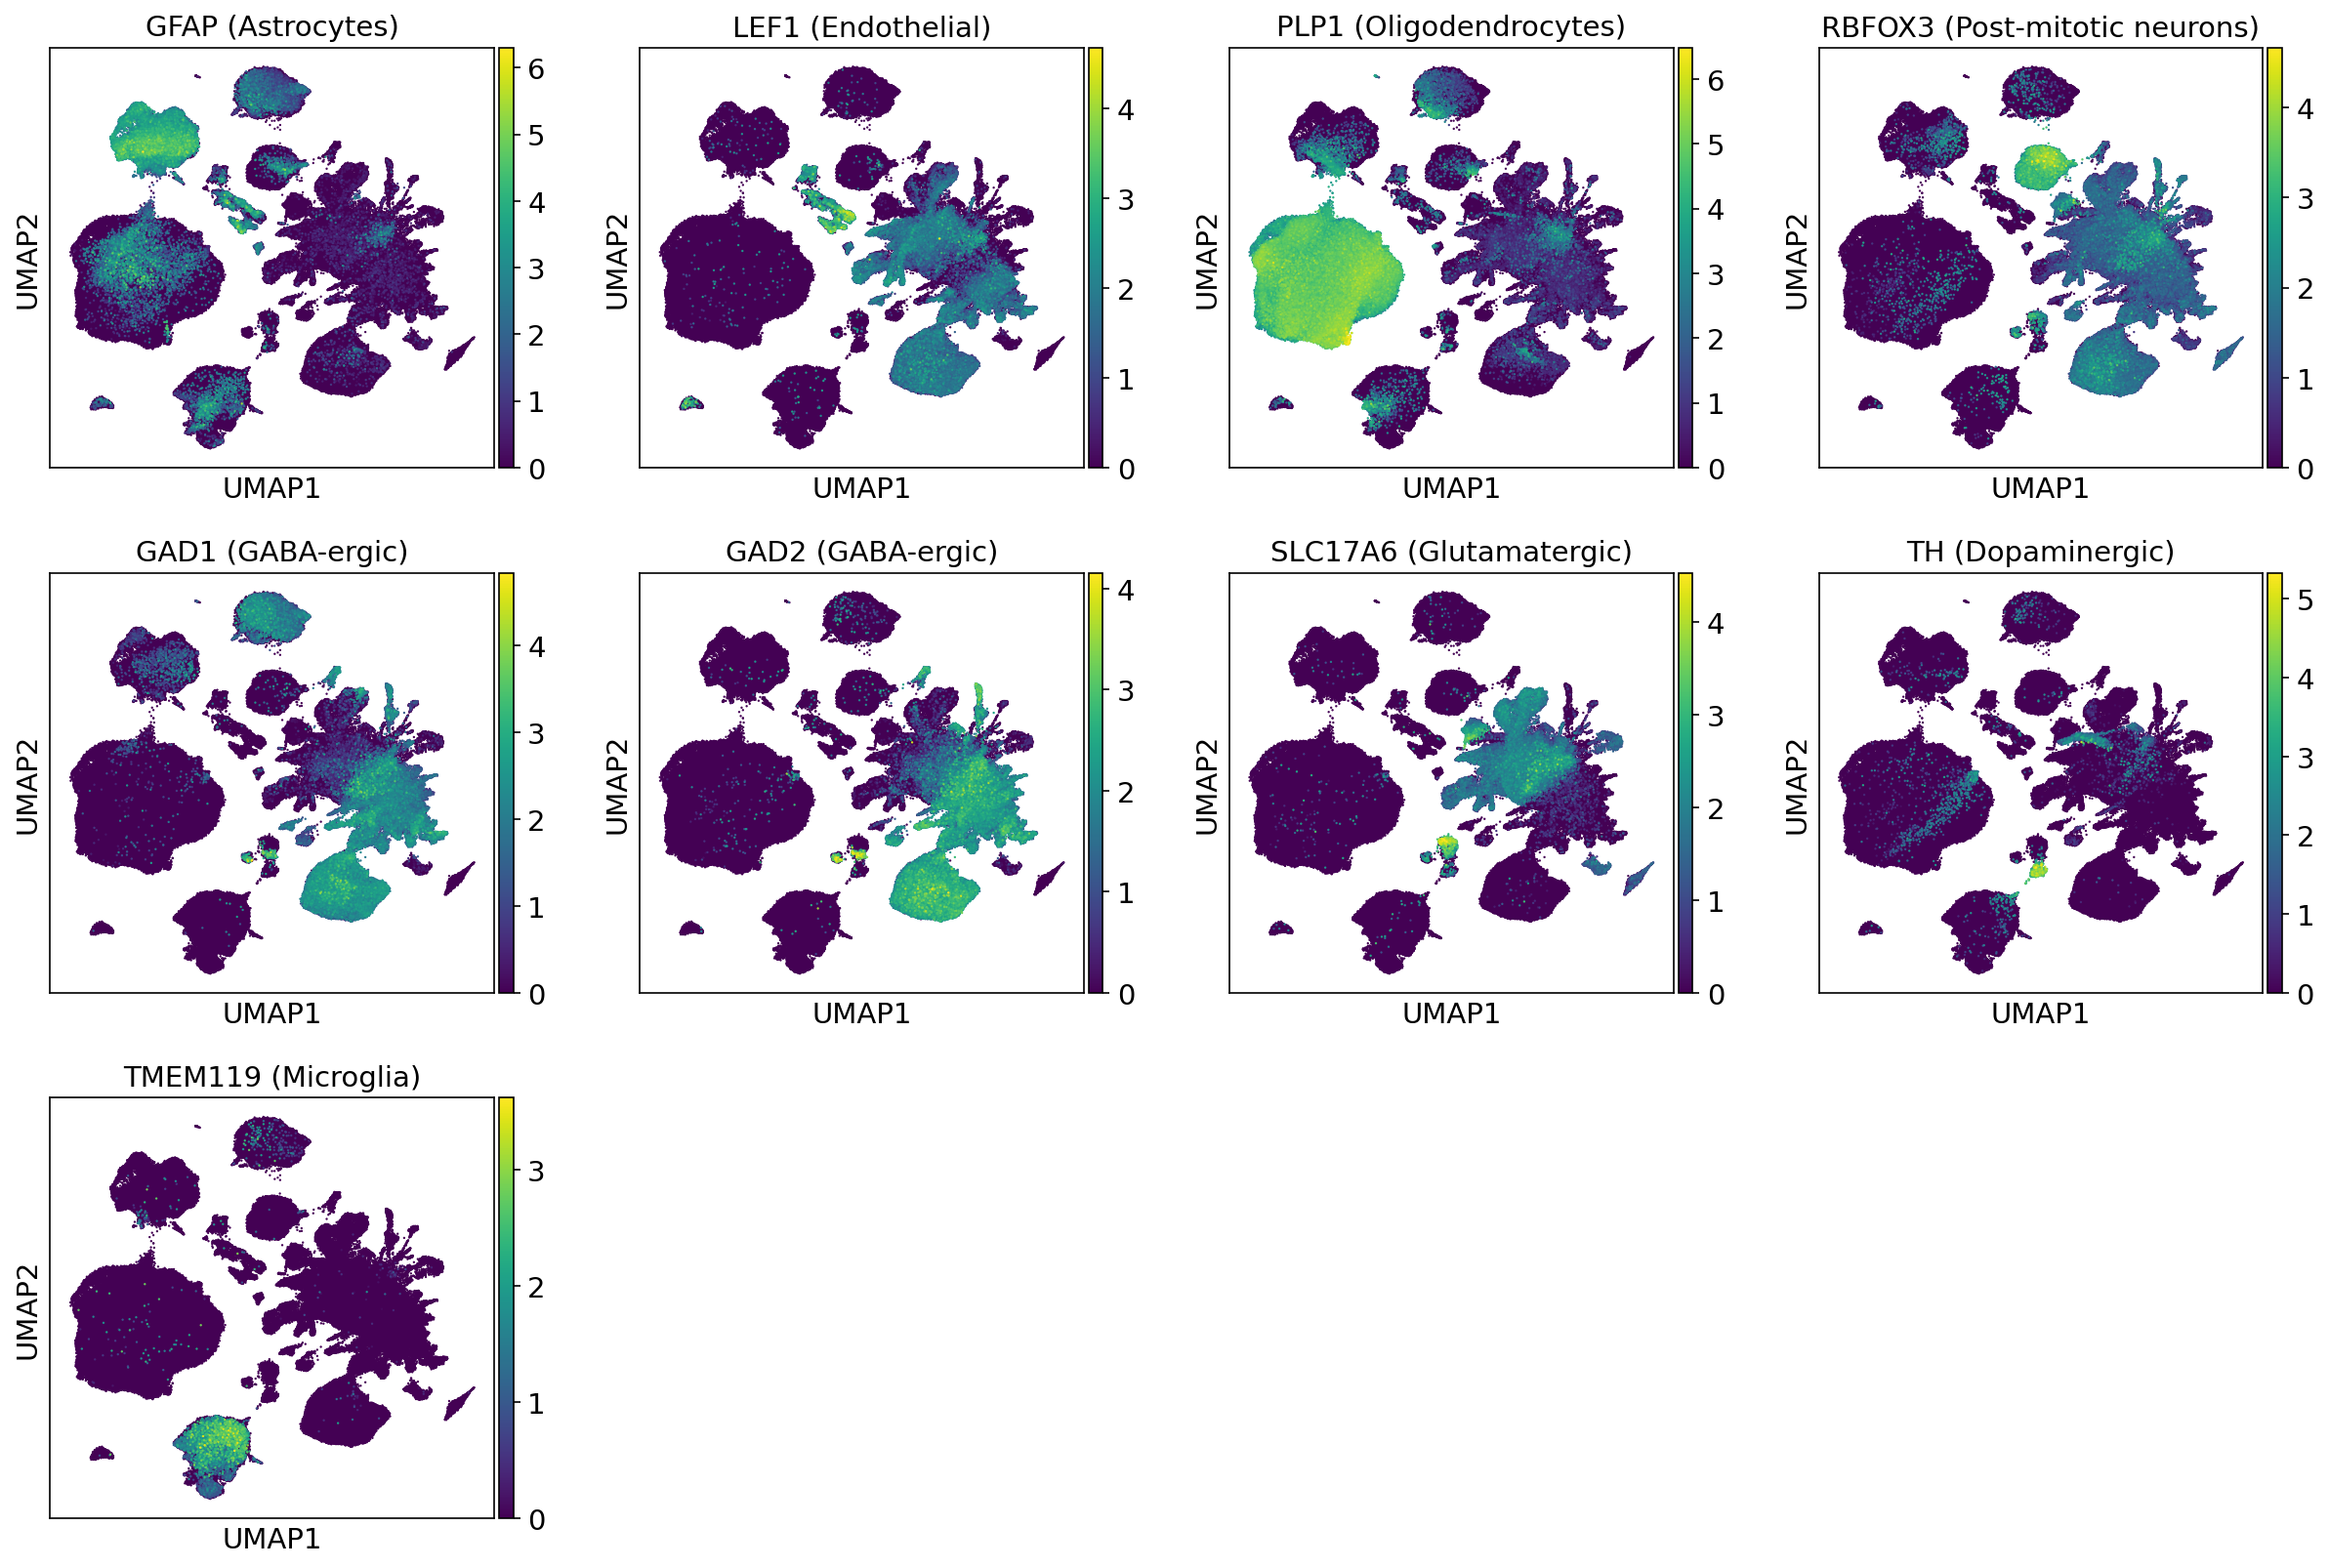 GFAP (Astrocytes)
UMAP2
UMAP1
6
5
4
3
2
1
0
LEF1 (Endothelial)
UMAP2
UMAP1
4
3
2
1
0
PLP1 (Oligodendrocytes)
UMAP2
UMAP1
6
5
4
3
2
1
0
RBFOX3 (Post-mitotic neurons)
UMAP2
UMAP1
4
3
2
1
0
GAD1 (GABA-ergic)
UMAP2
UMAP1
4
3
2
1
0
GAD2 (GABA-ergic)
UMAP2
UMAP1
4
3
2
1
0
SLC17A6 (Glutamatergic)
UMAP2
UMAP1
4
3
2
1
0
TH (Dopaminergic)
UMAP2
UMAP1
5
4
3
2
1
0
TMEM119 (Microglia)
UMAP2
UMAP1
3
2
1
0